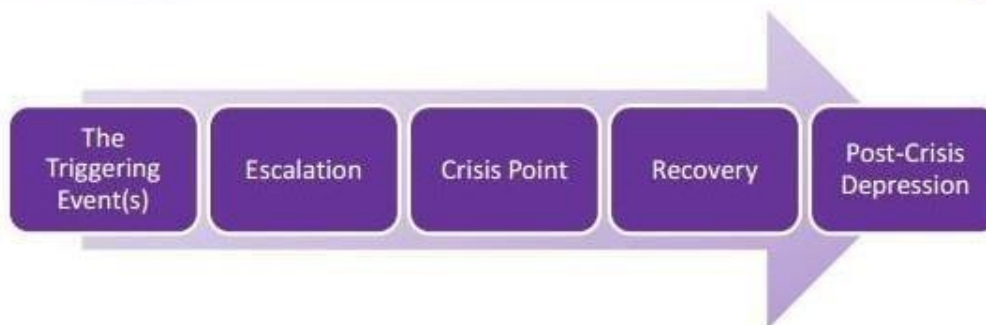 The
Triggering
Event(s)
Escalation
Crisis Point
Recovery
Post-Crisis
Depression